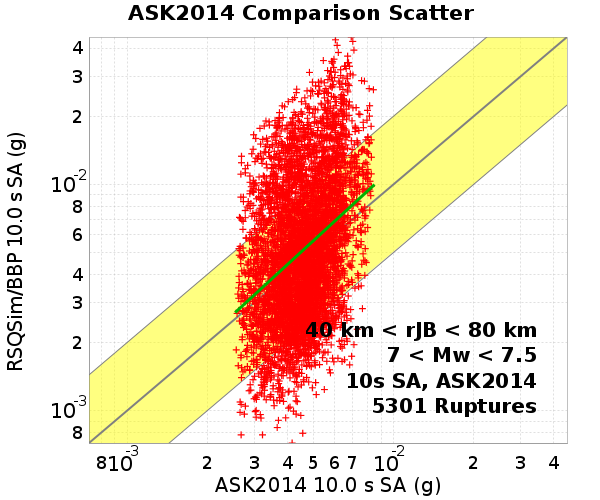 ASK2014 Comparison Scatter
RSQSim/BBP 10.0 s SA (g)
4
3
2
10-2
8
6
4
3
2
10-3
8
40 km < rJB < 80 km
7 < Mw < 7.5
10s SA, ASK2014
5301 Ruptures
8 10-3 2 3 4 5 6 7 10-2 2 3 4
ASK2014 10.0 s SA (g)